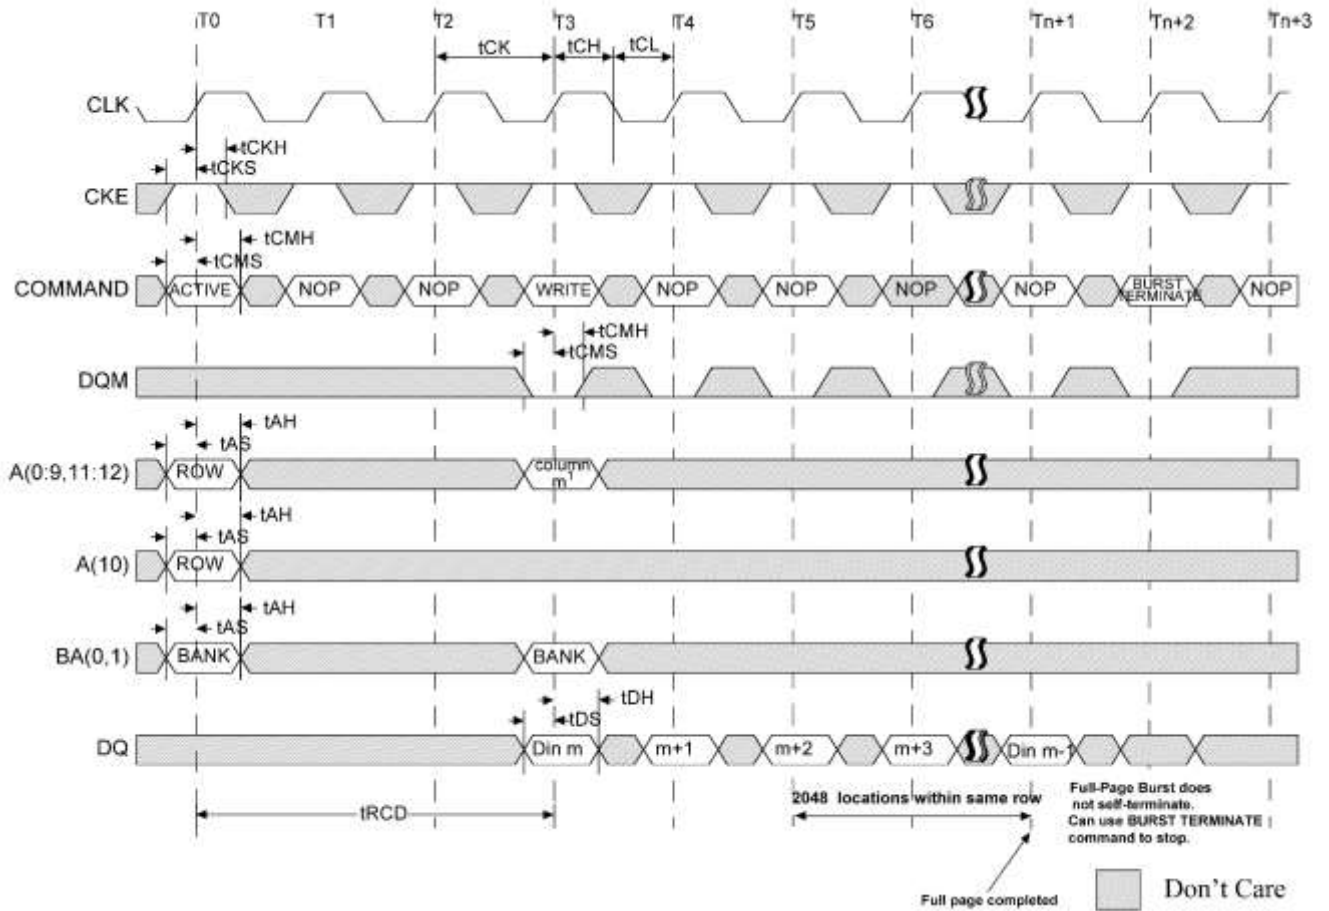 T0 T1 T2 T3 T4 T5 T6 Tn+1 Tn+2 Tn+3
tCK tCH tCL
CLK
tCKH
tCKS
CKE
tCMH
tCMS
COMMAND ACTIVE NOP NOP WRITE NOP NOP NOP NOP BURST TERMINATE NOP
tCMH
tCMS
DQM
tAH
tAS
A(0:9,11:12) ROW column m1
tAH
tAS
A(10) ROW
tAH
tAS
BA(0,1) BANK BANK
tDH
tDS
DQ Din m m+1 m+2 m+3 Din m-1
tRCD
2048 locations within same row
Full-Page Burst does
not self-terminate.
Can use BURST TERMINATE
command to stop.
Full page completed
Don't Care